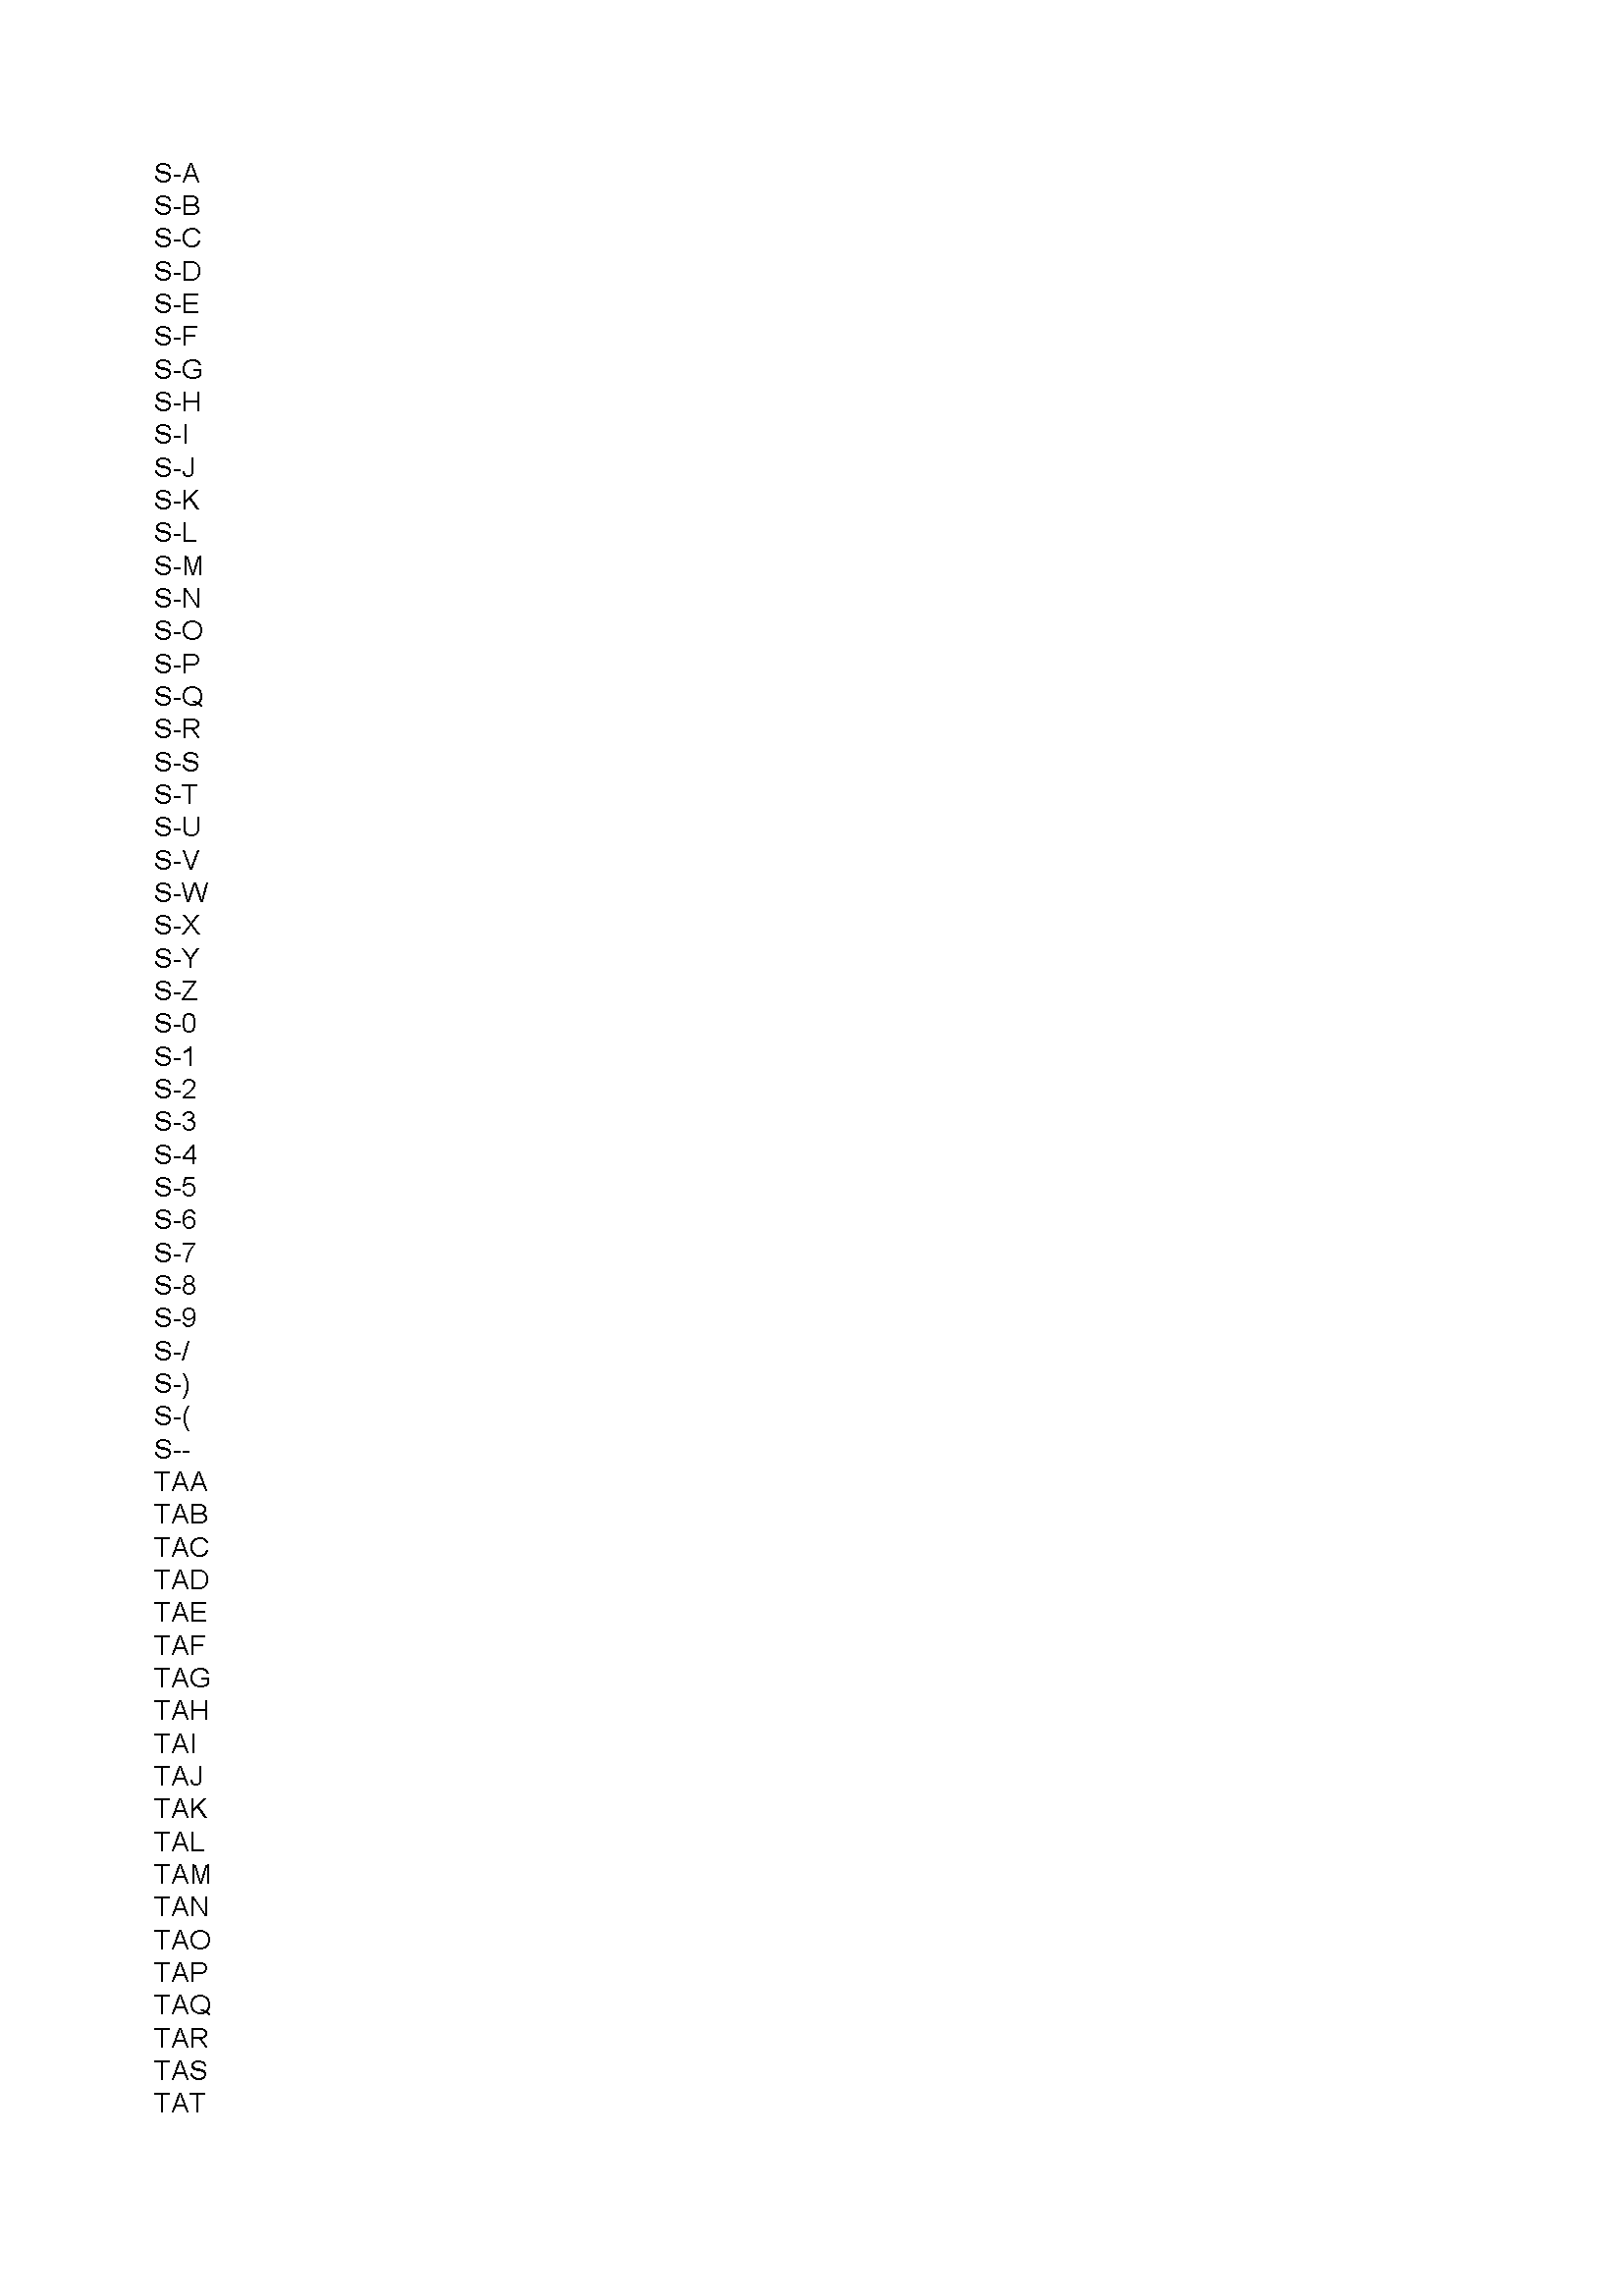 S-A
S-B
S-C
S-D
S-E
S-F
S-G
S-H
S-I
S-J
S-K
S-L
S-M
S-N
S-O
S-P
S-Q
S-R
S-S
S-T
S-U
S-V
S-W
S-X
S-Y
S-Z
S-0
S-1
S-2
S-3
S-4
S-5
S-6
S-7
S-8
S-9
S-/
S-)
S-(
S--
TAA
TAB
TAC
TAD
TAE
TAF
TAG
TAH
TAI
TAJ
TAK
TAL
TAM
TAN
TAO
TAP
TAQ
TAR
TAS
TAT